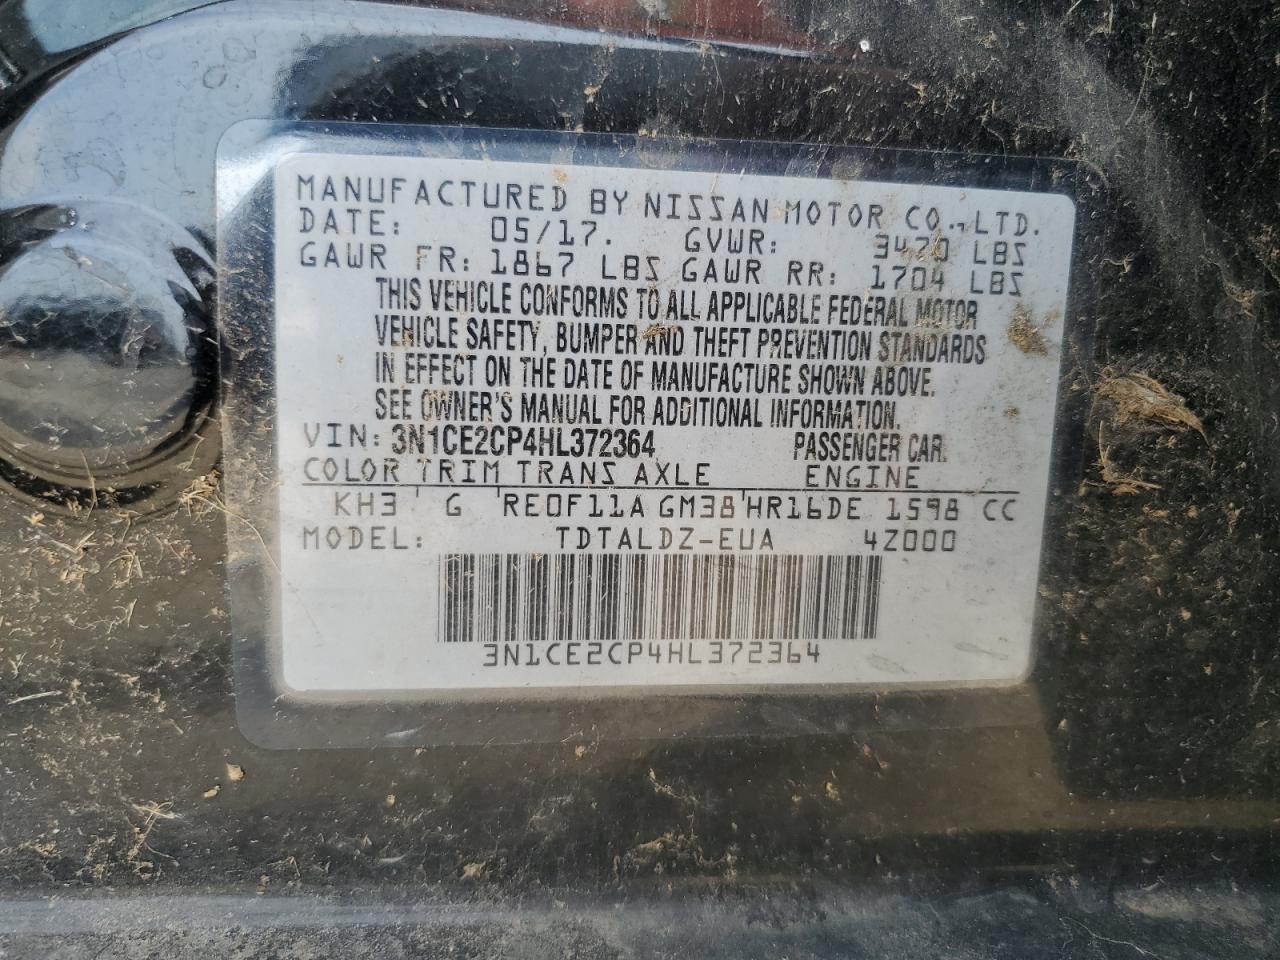 MANUFACTURED BY NISSAN MOTOR CO., LTD.
DATE: 05/17. GVWR: 3470 LBS
GAWR FR: 1867 LBS GAWR RR: 1704 LBS
THIS VEHICLE CONFORMS TO ALL APPLICABLE FEDERAL MOTOR
VEHICLE SAFETY, BUMPER AND THEFT PREVENTION STANDARDS
IN EFFECT ON THE DATE OF MANUFACTURE SHOWN ABOVE.
SEE OWNER'S MANUAL FOR ADDITIONAL INFORMATION.
VIN: 3N1CE2CP4HL372364 PASSENGER CAR.
COLOR TRIM TRANS AXLE ENGINE
KH3 ' G RE0F11A GM38 ' HR16DE 1598 CC
MODEL: TDTALDZ-EUA 4Z000
3N1CE2CP4HL372364